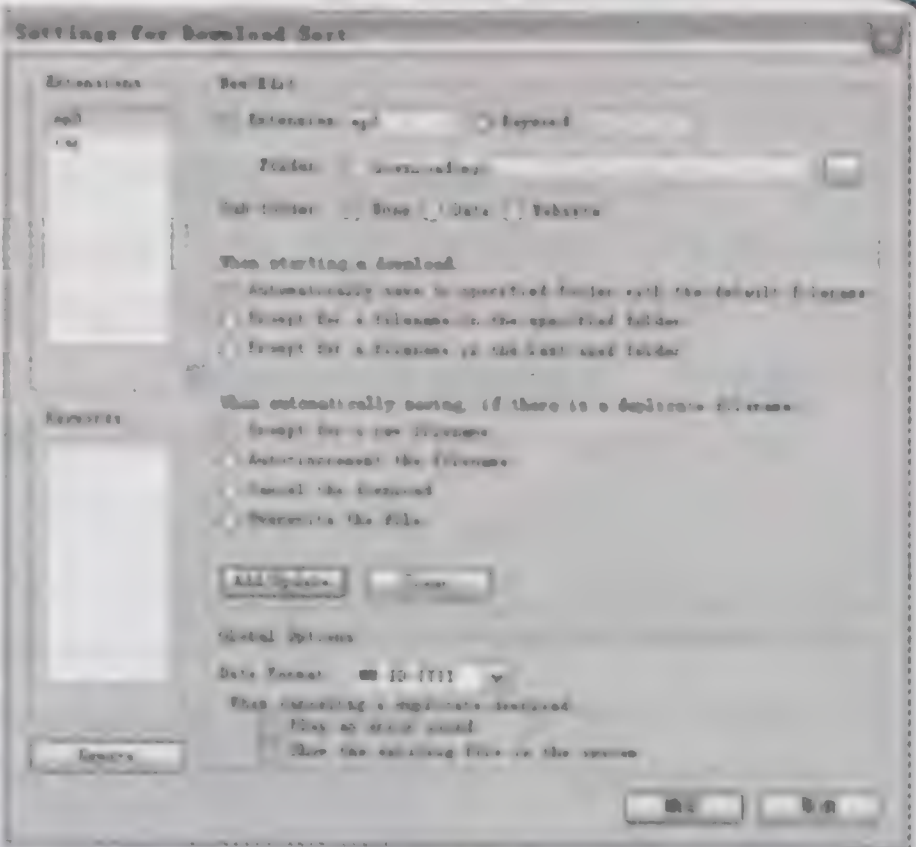 Settings for Download Sort
Extensions
New Edit
mp3
Extension mp3 Keyword
Folder
Sub folder None Date Website
When starting a download
Automatically save to specified folder with the default filename
Prompt for a filename in the specified folder
Prompt for a filename in the last used folder
When automatically saving, if there is a duplicate filename
Keywords
Prompt for a new filename
Autoincrement the filename
Cancel the download
Overwrite the file
Add/Update
Global Options
Date Format
When canceling a duplicate download
Play an error sound
Show the existing file in the system
Remove